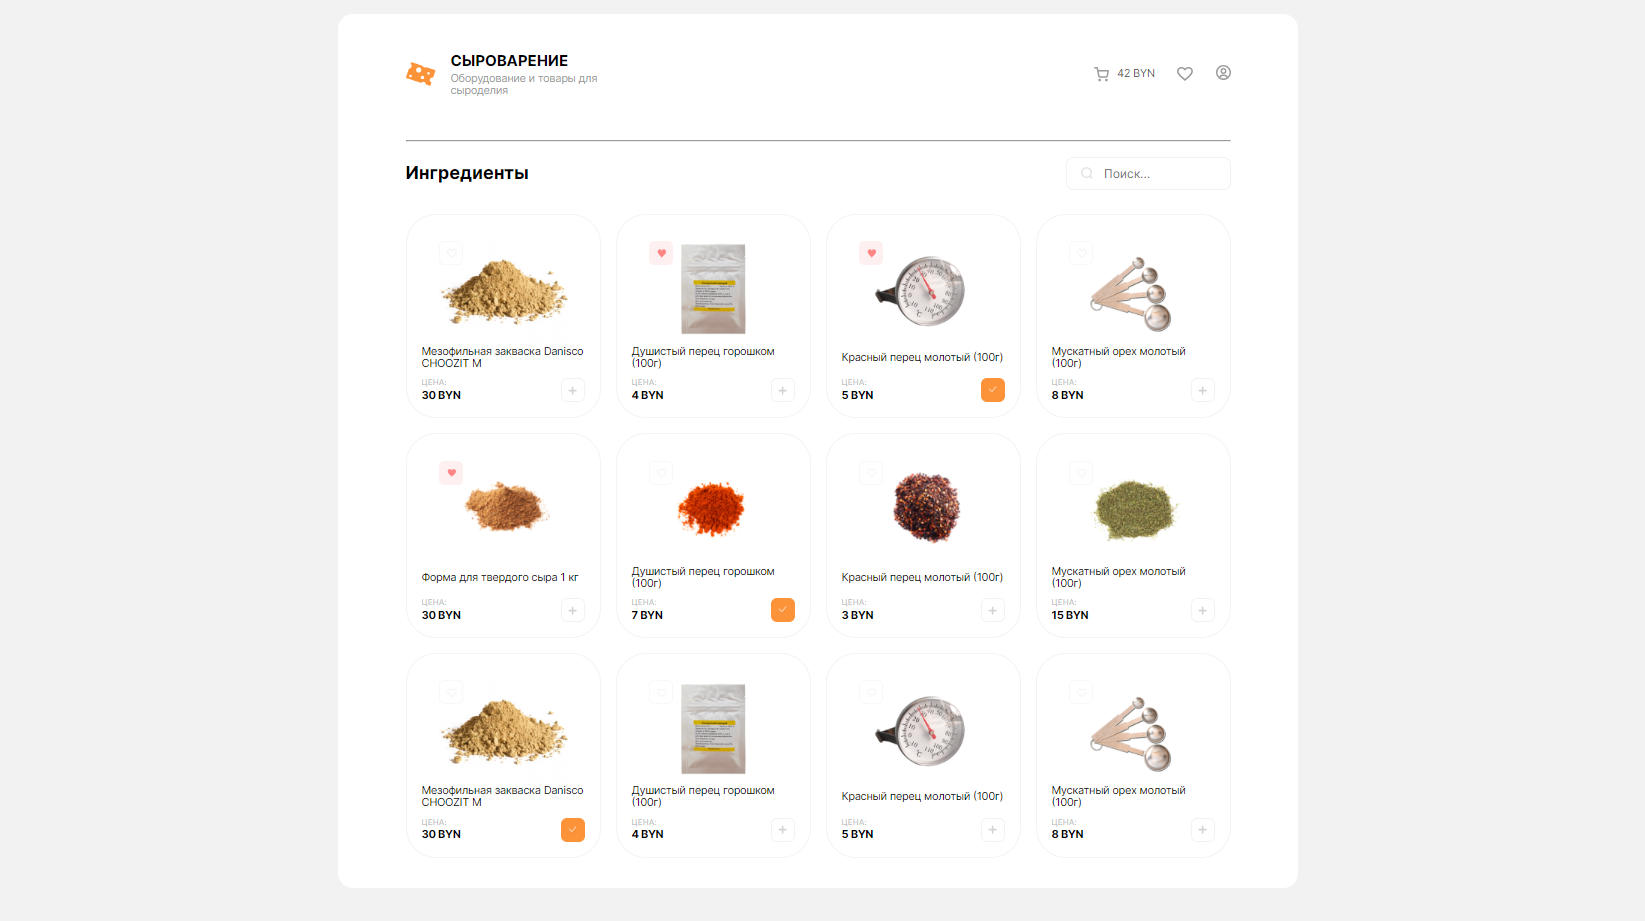 СЫРОВАРЕНИЕ
Оборудование и товары для
сыроделия
42 BYN
Ингредиенты
Поиск...
Мезофильная закваска Danisco
CHOOZIT M
ЦЕНА:
30 BYN
Душистый перец горошком
(100г)
ЦЕНА:
4 BYN
Красный перец молотый (100г)
ЦЕНА:
5 BYN
Мускатный орех молотый
(100г)
ЦЕНА:
8 BYN
Форма для твердого сыра 1 кг
ЦЕНА:
30 BYN
Душистый перец горошком
(100г)
ЦЕНА:
7 BYN
Красный перец молотый (100г)
ЦЕНА:
3 BYN
Мускатный орех молотый
(100г)
ЦЕНА:
15 BYN
Мезофильная закваска Danisco
CHOOZIT M
ЦЕНА:
30 BYN
Душистый перец горошком
(100г)
ЦЕНА:
4 BYN
Красный перец молотый (100г)
ЦЕНА:
5 BYN
Мускатный орех молотый
(100г)
ЦЕНА:
8 BYN